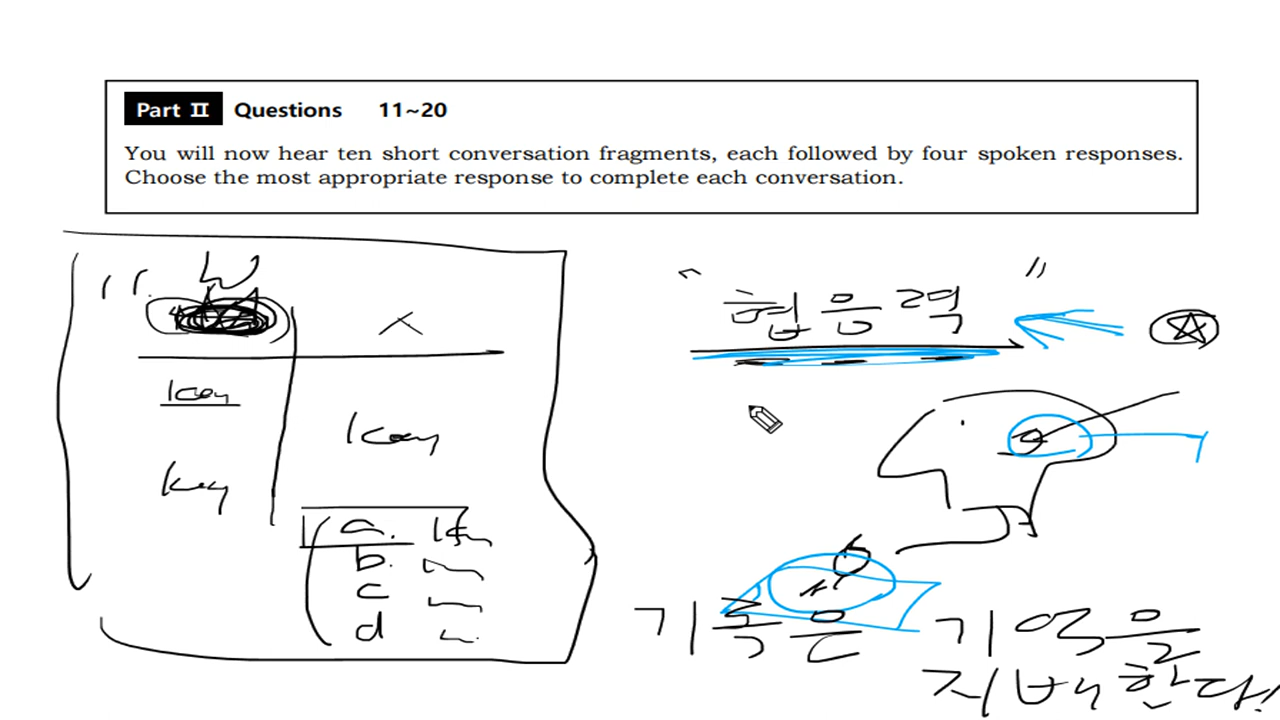 Part Ⅱ Questions 11~20
You will now hear ten short conversation fragments, each followed by four spoken responses.
Choose the most appropriate response to complete each conversation.
11. W
key
key
key
a.
b.
c
d
" 협응력 "
기록은 기억을
지배한다!